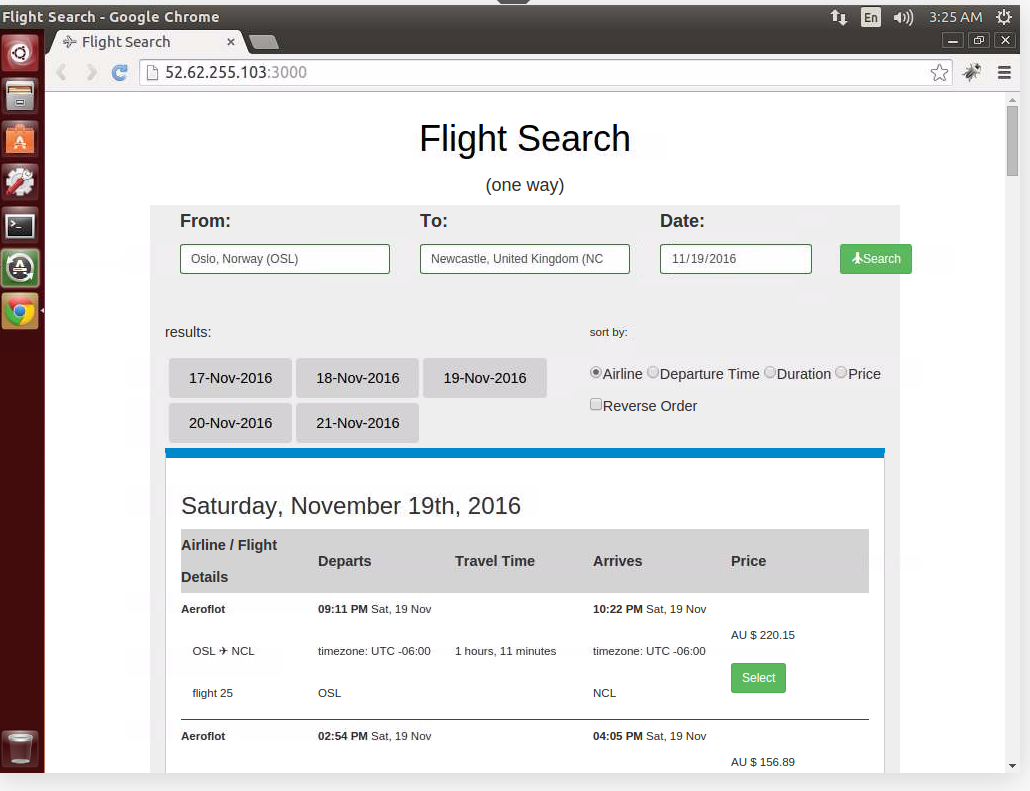 Flight Search - Google Chrome
En
3:25 AM
Flight Search
52.62.255.103:3000
Flight Search
(one way)
From: To: Date:
Oslo, Norway (OSL) Newcastle, United Kingdom (NC 11/19/2016 Search
results: sort by:
17-Nov-2016 18-Nov-2016 19-Nov-2016
Airline Departure Time Duration Price
20-Nov-2016 21-Nov-2016
Reverse Order
Saturday, November 19th, 2016
Airline / Flight Details Departs Travel Time Arrives Price
Aeroflot 09:11 PM Sat, 19 Nov 10:22 PM Sat, 19 Nov
AU $ 220.15
OSL ✈ NCL timezone: UTC -06:00 1 hours, 11 minutes timezone: UTC -06:00
Select
flight 25 OSL NCL
Aeroflot 02:54 PM Sat, 19 Nov 04:05 PM Sat, 19 Nov
AU $ 156.89